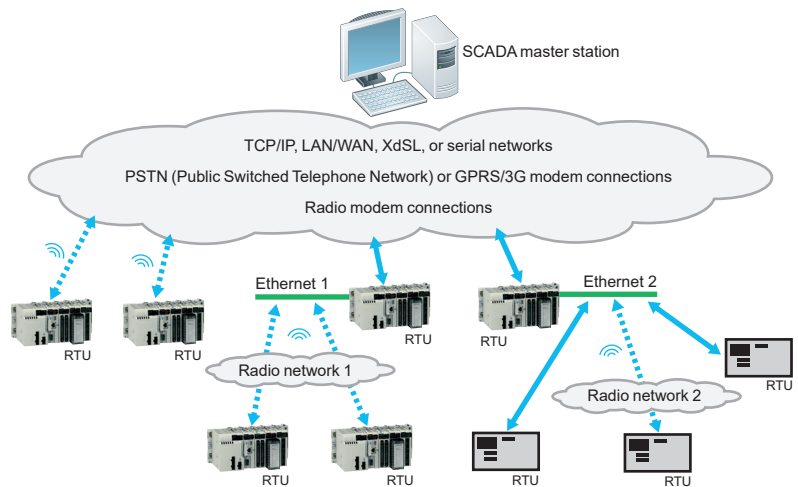 SCADA master station
TCP/IP, LAN/WAN, XdSL, or serial networks
PSTN (Public Switched Telephone Network) or GPRS/3G modem connections
Radio modem connections
Ethernet 1
Ethernet 2
RTU
RTU
RTU
RTU
Radio network 1
RTU
Radio network 2
RTU
RTU
RTU
RTU